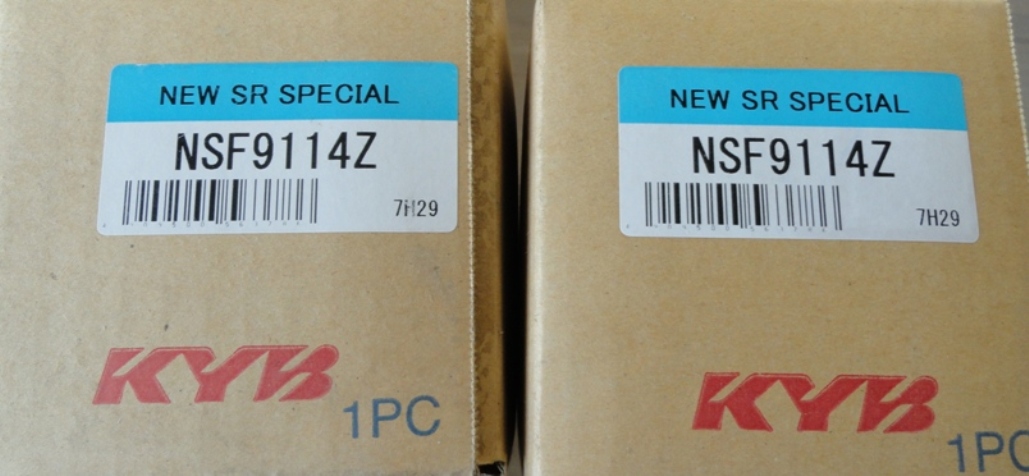 NEW SR SPECIAL
NSF9114Z
7H29
KYB
1PC
NEW SR SPECIAL
NSF9114Z
7H29
KYB
1PC